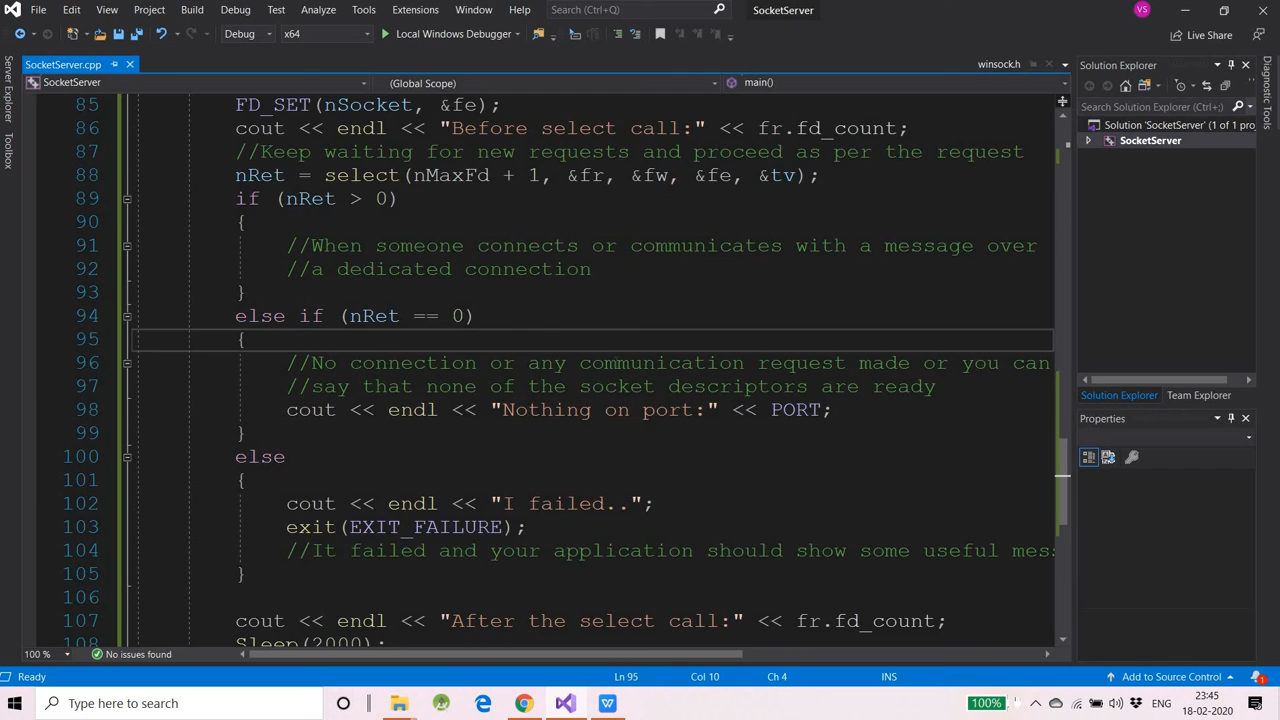 File Edit View Project Build Debug Test Analyze Tools Extensions Window Help Search (Ctrl+Q) SocketServer VS
Debug x64 Local Windows Debugger Live Share
SocketServer.cpp winsock.h
SocketServer (Global Scope) main()
Server Explorer
Toolbox
85 FD_SET(nSocket, &fe);
86 cout << endl << "Before select call:" << fr.fd_count;
87 //Keep waiting for new requests and proceed as per the request
88 nRet = select(nMaxFd + 1, &fr, &fw, &fe, &tv);
89 if (nRet > 0)
90 {
91 //When someone connects or communicates with a message over
92 //a dedicated connection
93 }
94 else if (nRet == 0)
95 {
96 //No connection or any communication request made or you can
97 //say that none of the socket descriptors are ready
98 cout << endl << "Nothing on port:" << PORT;
99 }
100 else
101 {
102 cout << endl << "I failed..";
103 exit(EXIT_FAILURE);
104 //It failed and your application should show some useful mes
105 }
106
107 cout << endl << "After the select call:" << fr.fd_count;
108 Sleep(2000);
Solution Explorer
Search Solution Explorer (Ctrl+;)
Solution 'SocketServer' (1 of 1 pro
SocketServer
Solution Explorer Team Explorer
Properties
Diagnostic Tools
100 % No issues found
Ready Ln 95 Col 10 Ch 4 INS Add to Source Control 1
Type here to search 100% ENG 23:45
18-02-2020